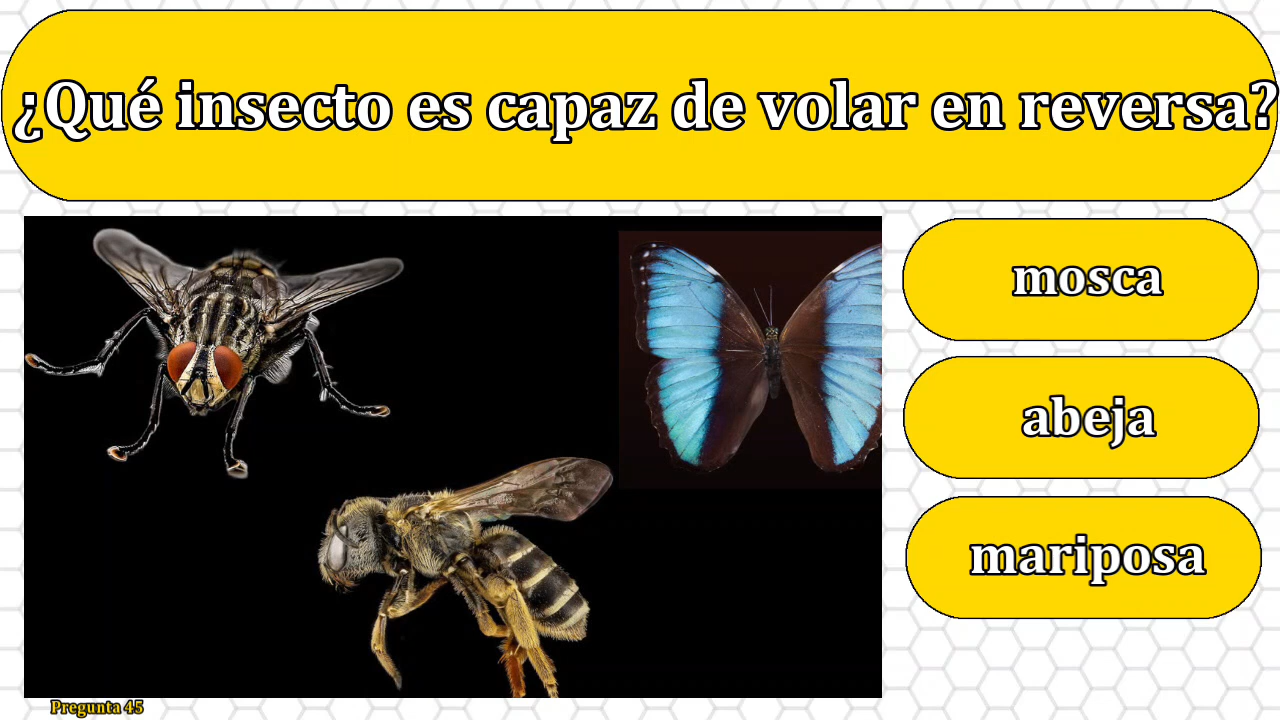 ¿Qué insecto es capaz de volar en reversa?
mosca
abeja
mariposa
Pregunta 45